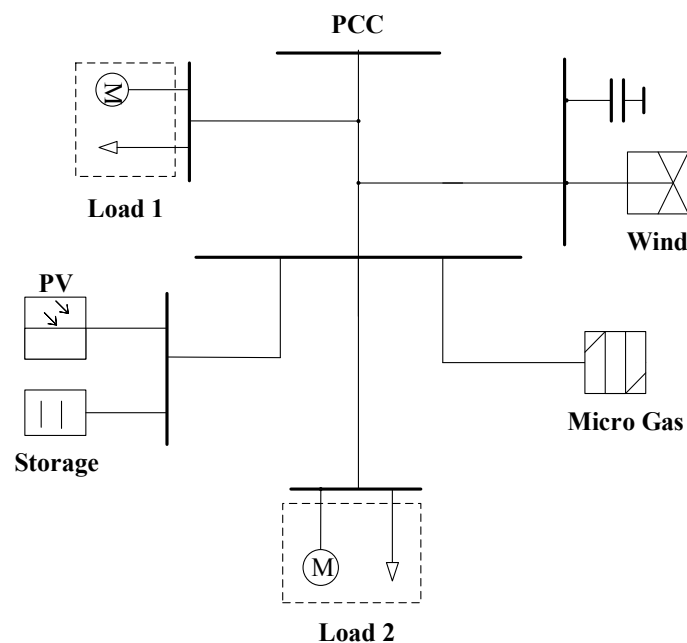 PCC
M
Load 1
Wind
PV
Micro Gas
Storage
M
Load 2